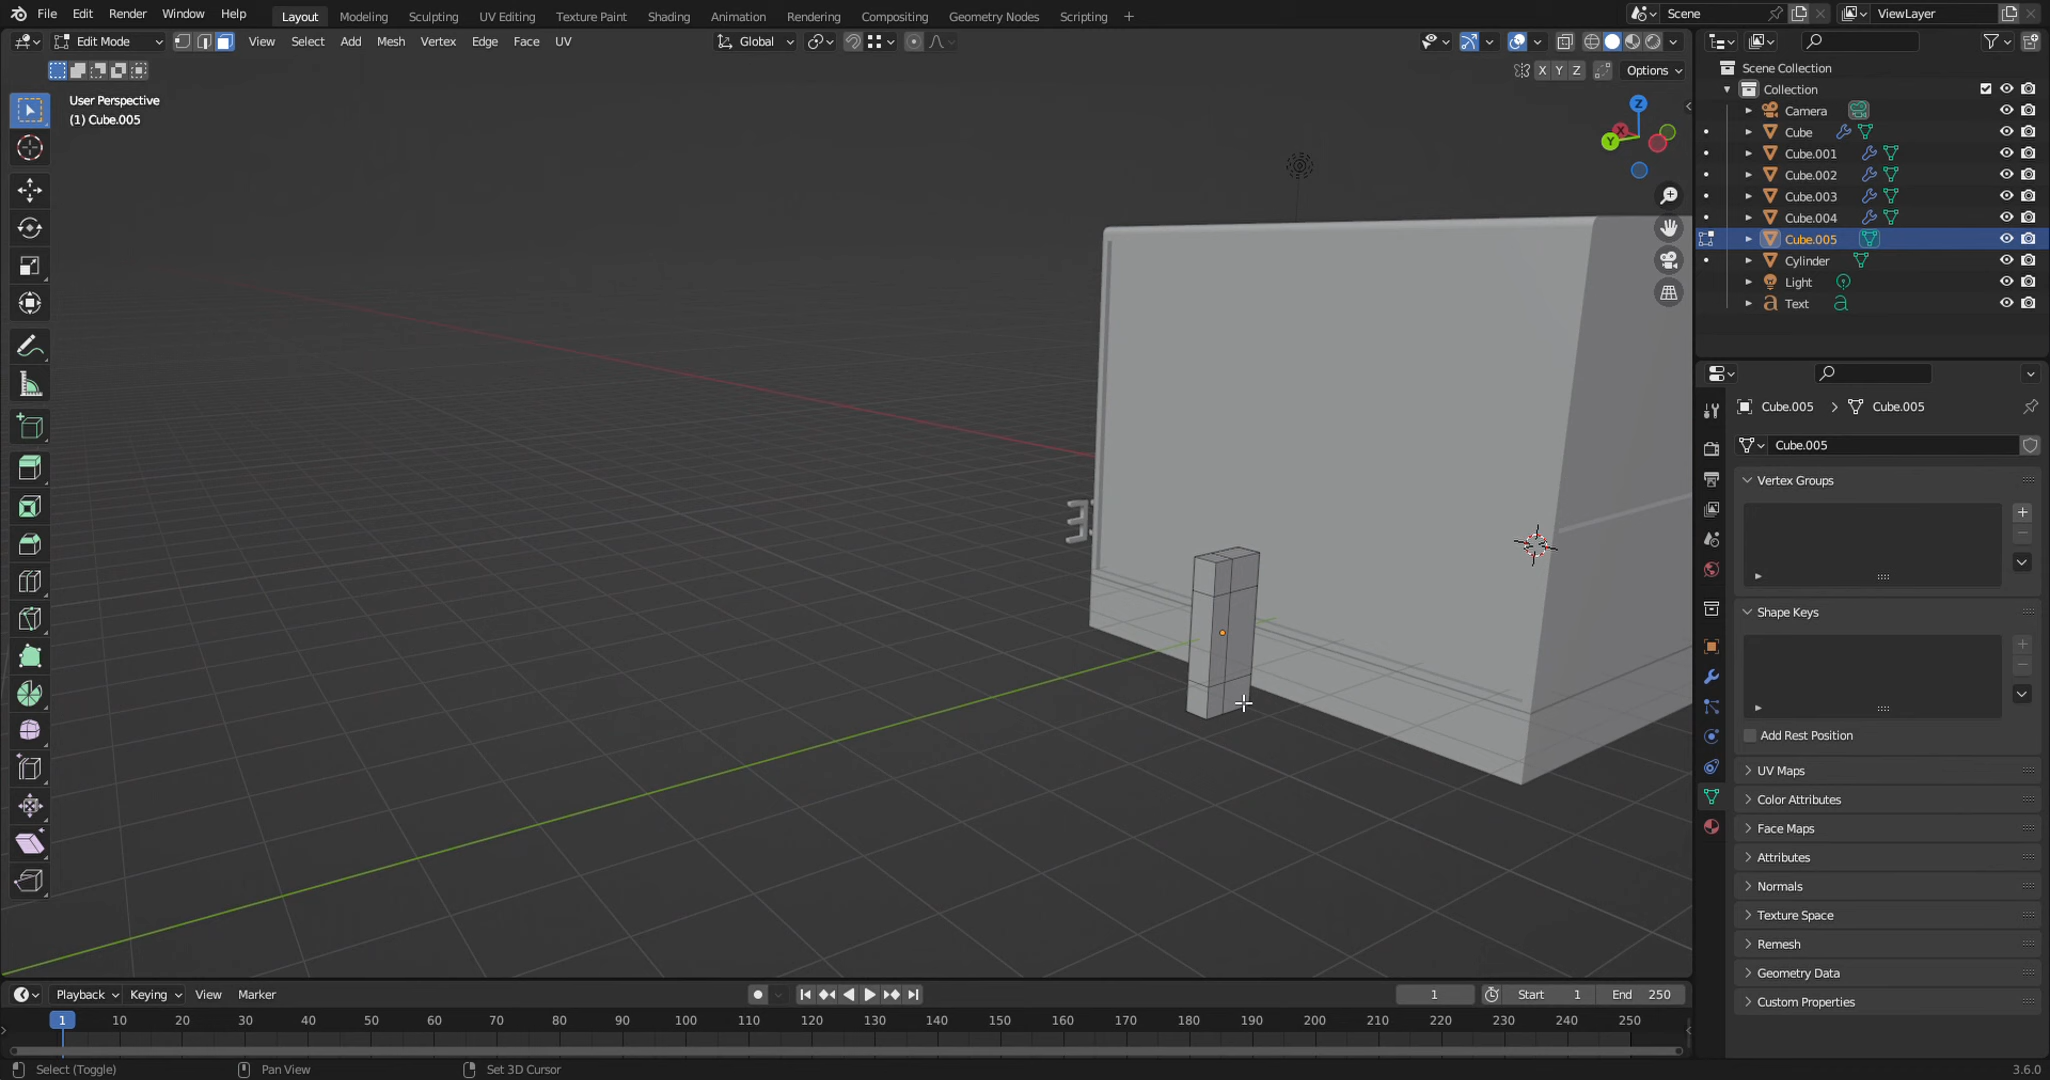 File Edit Render Window Help Layout Modeling Sculpting UV Editing Texture Paint Shading Animation Rendering Compositing Geometry Nodes Scripting + Scene ViewLayer
Edit Mode View Select Add Mesh Vertex Edge Face UV Global
X Y Z Options
User Perspective
(1) Cube.005
Z
X
Y
E
Scene Collection
Collection
Camera
Cube
Cube.001
Cube.002
Cube.003
Cube.004
Cube.005
Cylinder
Light
Text
Cube.005 > Cube.005
Cube.005
Vertex Groups
Shape Keys
Add Rest Position
UV Maps
Color Attributes
Face Maps
Attributes
Normals
Texture Space
Remesh
Geometry Data
Custom Properties
Playback Keying View Marker 1 Start 1 End 250
1 10 20 30 40 50 60 70 80 90 100 110 120 130 140 150 160 170 180 190 200 210 220 230 240 250
Select (Toggle) Pan View Set 3D Cursor 3.6.0